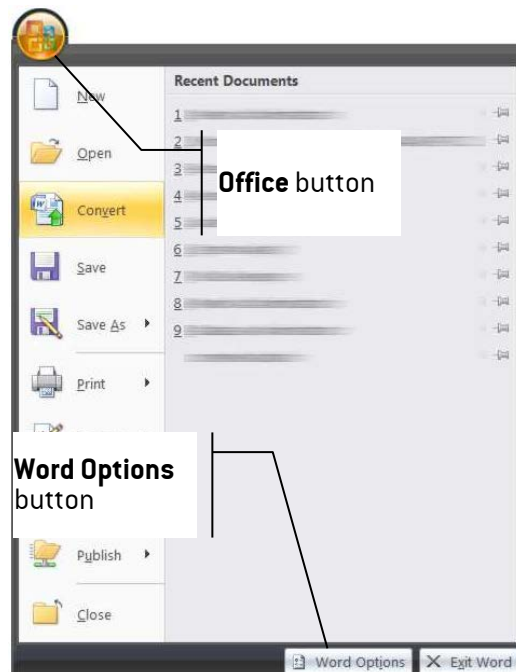 Recent Documents
New
1
2
Open
3
Office button
4
Convert
5
6
Save
7
8
Save As
9
Print
Word Options
button
Publish
Close
Word Options
Exit Word